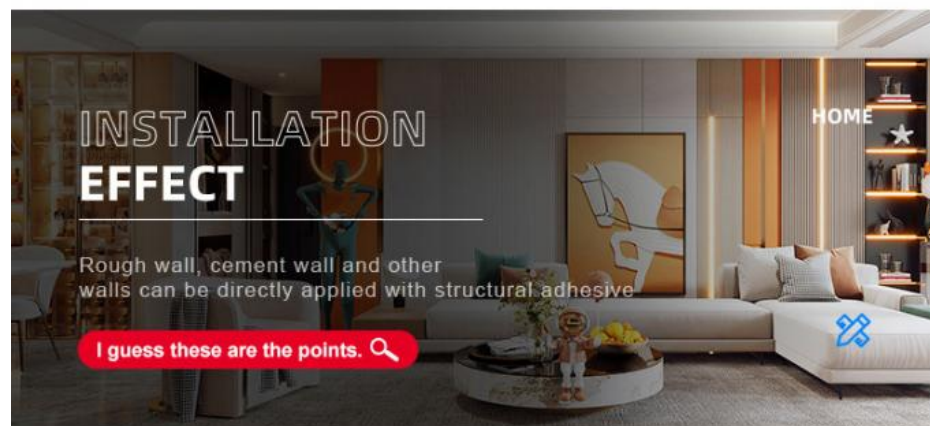 INSTALLATION
EFFECT
HOME
Rough wall, cement wall and other
walls can be directly applied with structural adhesive
I guess these are the points.